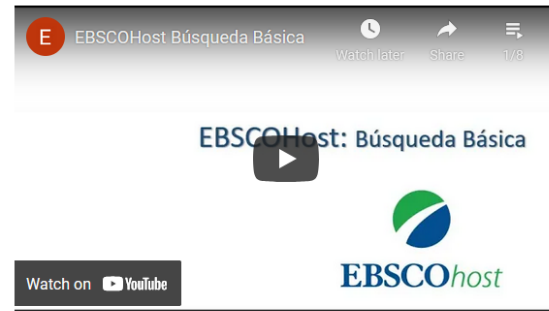 E EBSCOHost Búsqueda Básica
Watch later Share 1/8
EBSCOHost: Búsqueda Básica
EBSCOhost
Watch on YouTube